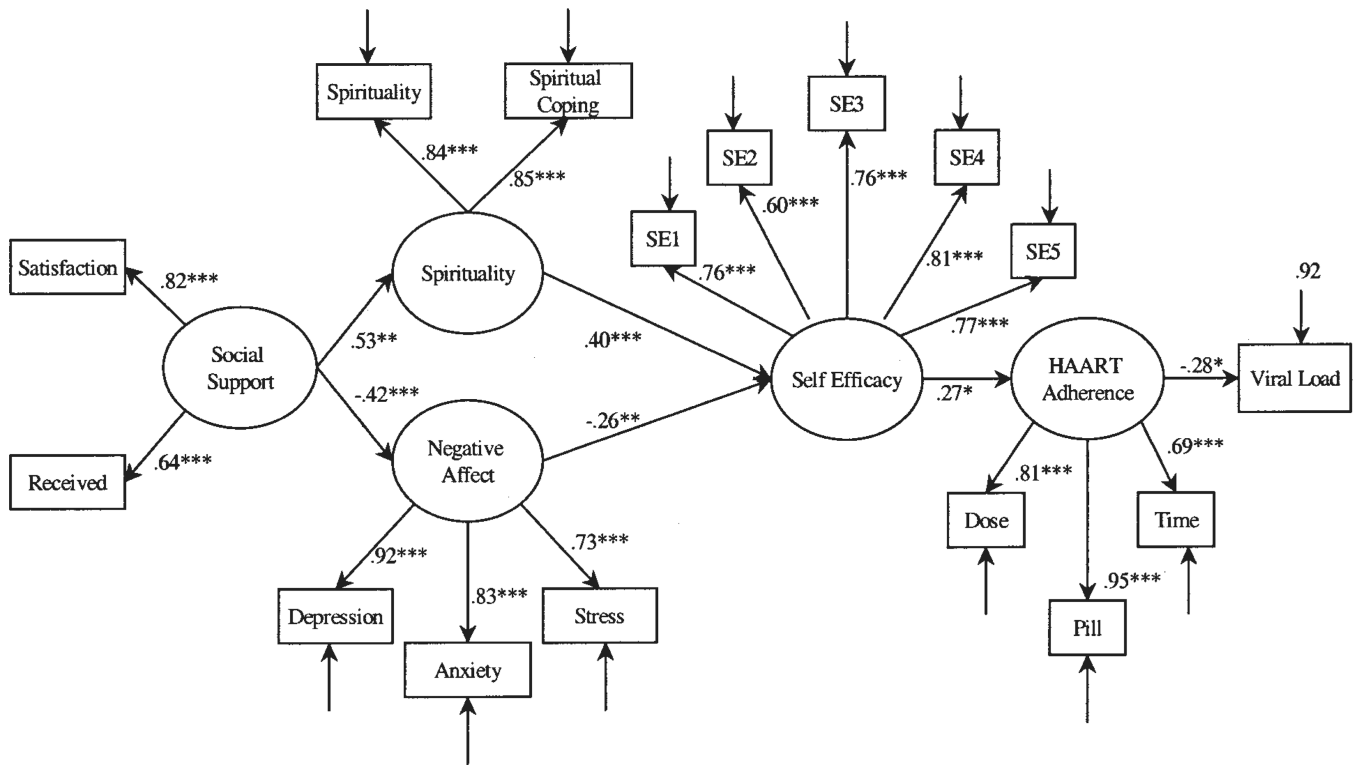 Spirituality
Spiritual
Coping
.84***
.85***
SE1
SE2
SE3
SE4
SE5
.76***
.60***
.76***
.81***
.77***
Satisfaction
.82***
Social
Support
Received
.64***
.53**
-.42***
Spirituality
.40***
Negative
Affect
-.26**
.92***
.83***
.73***
Depression
Anxiety
Stress
Self Efficacy
.27*
HAART
Adherence
-.28*
.92
Viral Load
.81***
.95***
.69***
Dose
Pill
Time